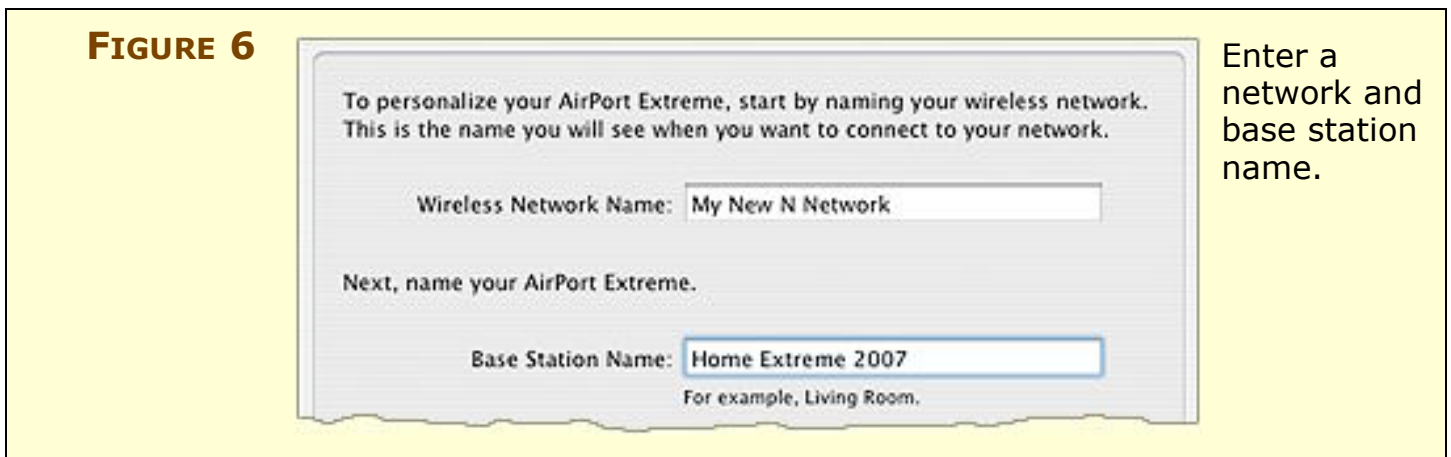 FIGURE 6
To personalize your AirPort Extreme, start by naming your wireless network.
This is the name you will see when you want to connect to your network.
Wireless Network Name: My New N Network
Next, name your AirPort Extreme.
Base Station Name: Home Extreme 2007
For example, Living Room.
Enter a
network and
base station
name.